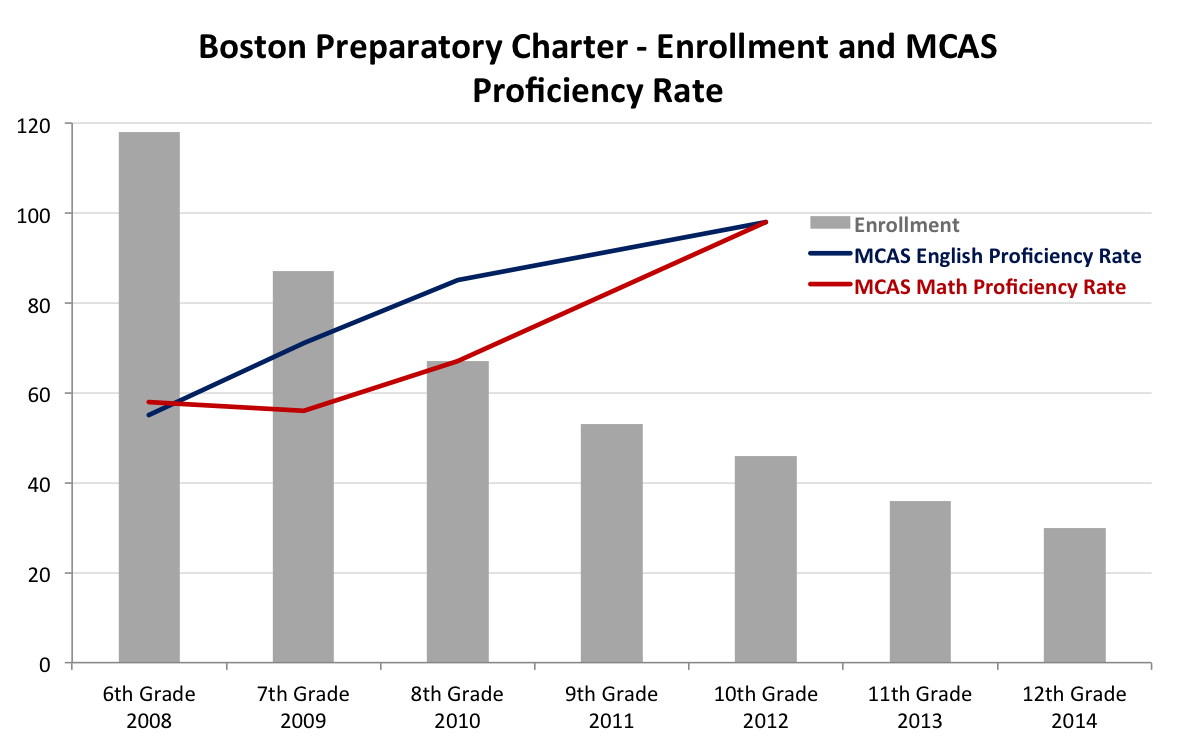 Boston Preparatory Charter - Enrollment and MCAS
Proficiency Rate
120
100
80
60
40
20
0
Enrollment
MCAS English Proficiency Rate
MCAS Math Proficiency Rate
6th Grade
2008
7th Grade
2009
8th Grade
2010
9th Grade
2011
10th Grade
2012
11th Grade
2013
12th Grade
2014